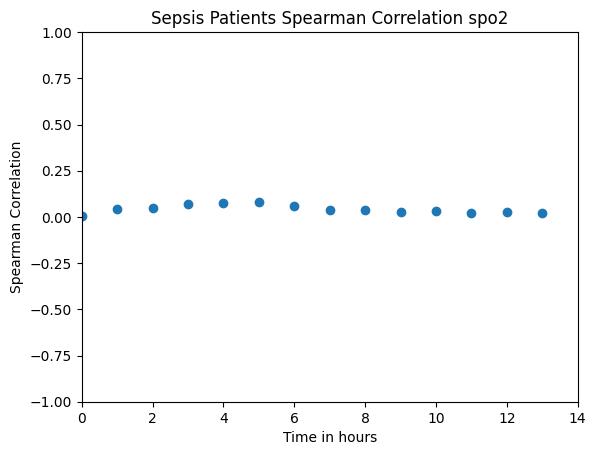 Sepsis Patients Spearman Correlation spo2
1.00
0.75
0.50
0.25
0.00
−0.25
−0.50
−0.75
−1.00
Spearman Correlation
0 2 4 6 8 10 12 14
Time in hours